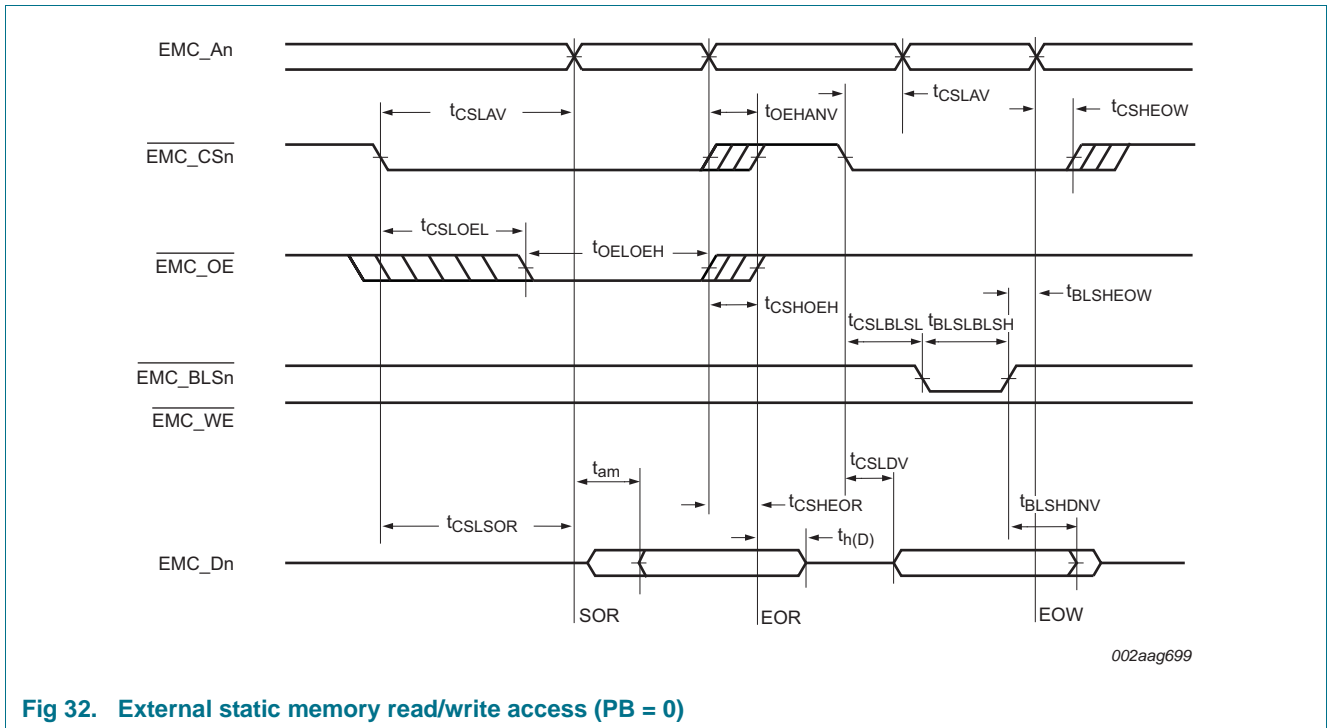 EMC_An
tCSLAV
tOEHANV
tCSLAV
tCSHEOW
EMC_CSn
tCSLOEL
tOELOEH
EMC_OE
tCSHOEH
tBLSHEOW
tCSLBLSL
tBLSLBLSH
EMC_BLSn
EMC_WE
tam
tCSLDV
tCSLSOR
tCSHEOR
tBLSHDNV
th(D)
EMC_Dn
SOR
EOR
EOW
002aag699
Fig 32. External static memory read/write access (PB = 0)